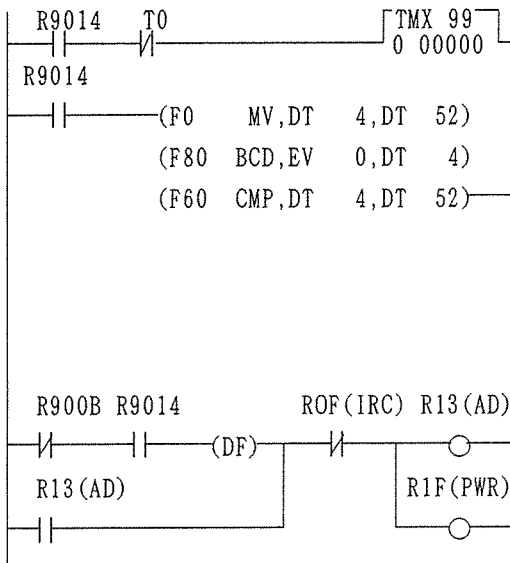 R9014 T0 TMX 99
0 00000
R9014
(F0 MV,DT 4,DT 52)
(F80 BCD,EV 0,DT 4)
(F60 CMP,DT 4,DT 52)
R900B R9014 ROF(IRC) R13(AD)
(DF)
R13(AD) R1F(PWR)